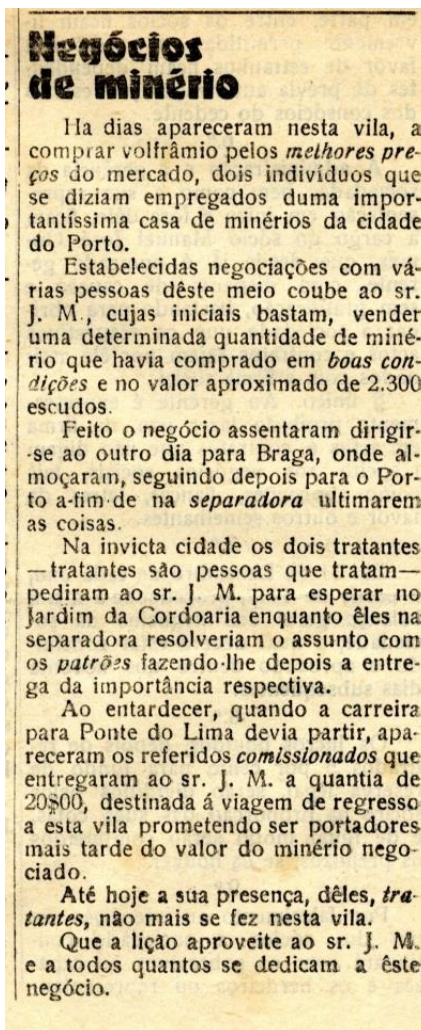 Negócios
de minério
Ha dias apareceram nesta vila, a
comprar volfrâmio pelos melhores pre-
ços do mercado, dois indivíduos que
se diziam empregados duma impor-
tantíssima casa de minérios da cidade
do Porto.
Estabelecidas negociações com vá-
rias pessoas dêste meio coube ao sr.
J. M., cujas iniciais bastam, vender
uma determinada quantidade de miné-
rio que havia comprado em boas con-
dições e no valor aproximado de 2.300
escudos.
Feito o negócio assentaram dirigir-
-se ao outro dia para Braga, onde al-
moçaram, seguindo depois para o Por-
to a-fim-de na separadora ultimarem
as coisas.
Na invicta cidade os dois tratantes
—tratantes são pessoas que tratam—
pediram ao sr. J. M. para esperar no
Jardim da Cordoaria enquanto êles na
separadora resolveriam o assunto com
os patrões fazendo-lhe depois a entre-
ga da importância respectiva.
Ao entardecer, quando a carreira
para Ponte do Lima devia partir, apa-
receram os referidos comissionados que
entregaram ao sr. J. M. a quantia de
20$00, destinada á viagem de regresso
a esta vila prometendo ser portadores
mais tarde do valor do minério nego-
ciado.
Até hoje a sua presença, dêles, tra-
tantes, não mais se fez nesta vila.
Que a lição aproveite ao sr. J. M.
e a todos quantos se dedicam a êste
negócio.